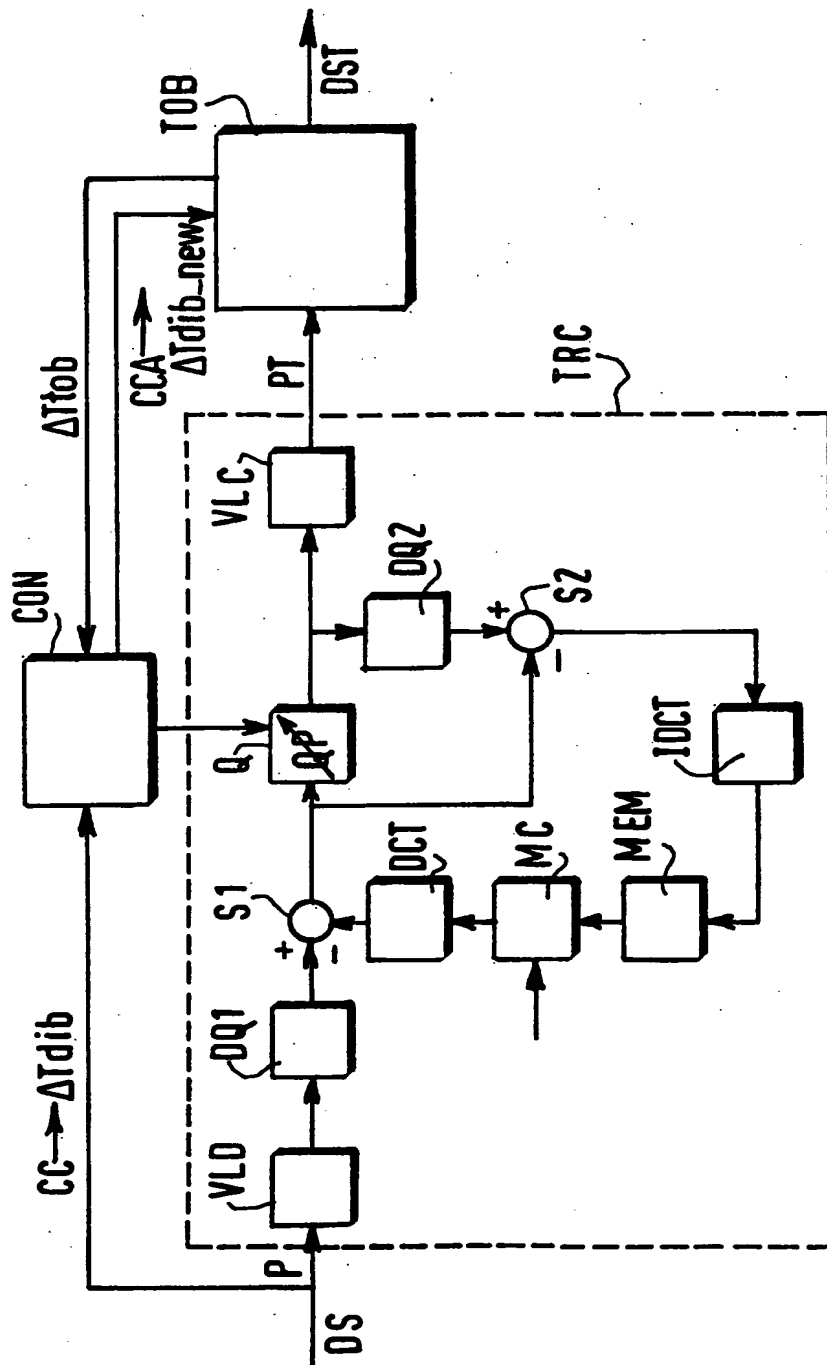 CC→ΔTdib
CON
ΔTtob
CCA→
ΔTdib_new
TOB
DST
DS
P
VLD
DQ1
S1
+
-
Q
QP
VLC
PT
DQ2
+
-
S2
DCT
MC
MEM
IDCT
TRC